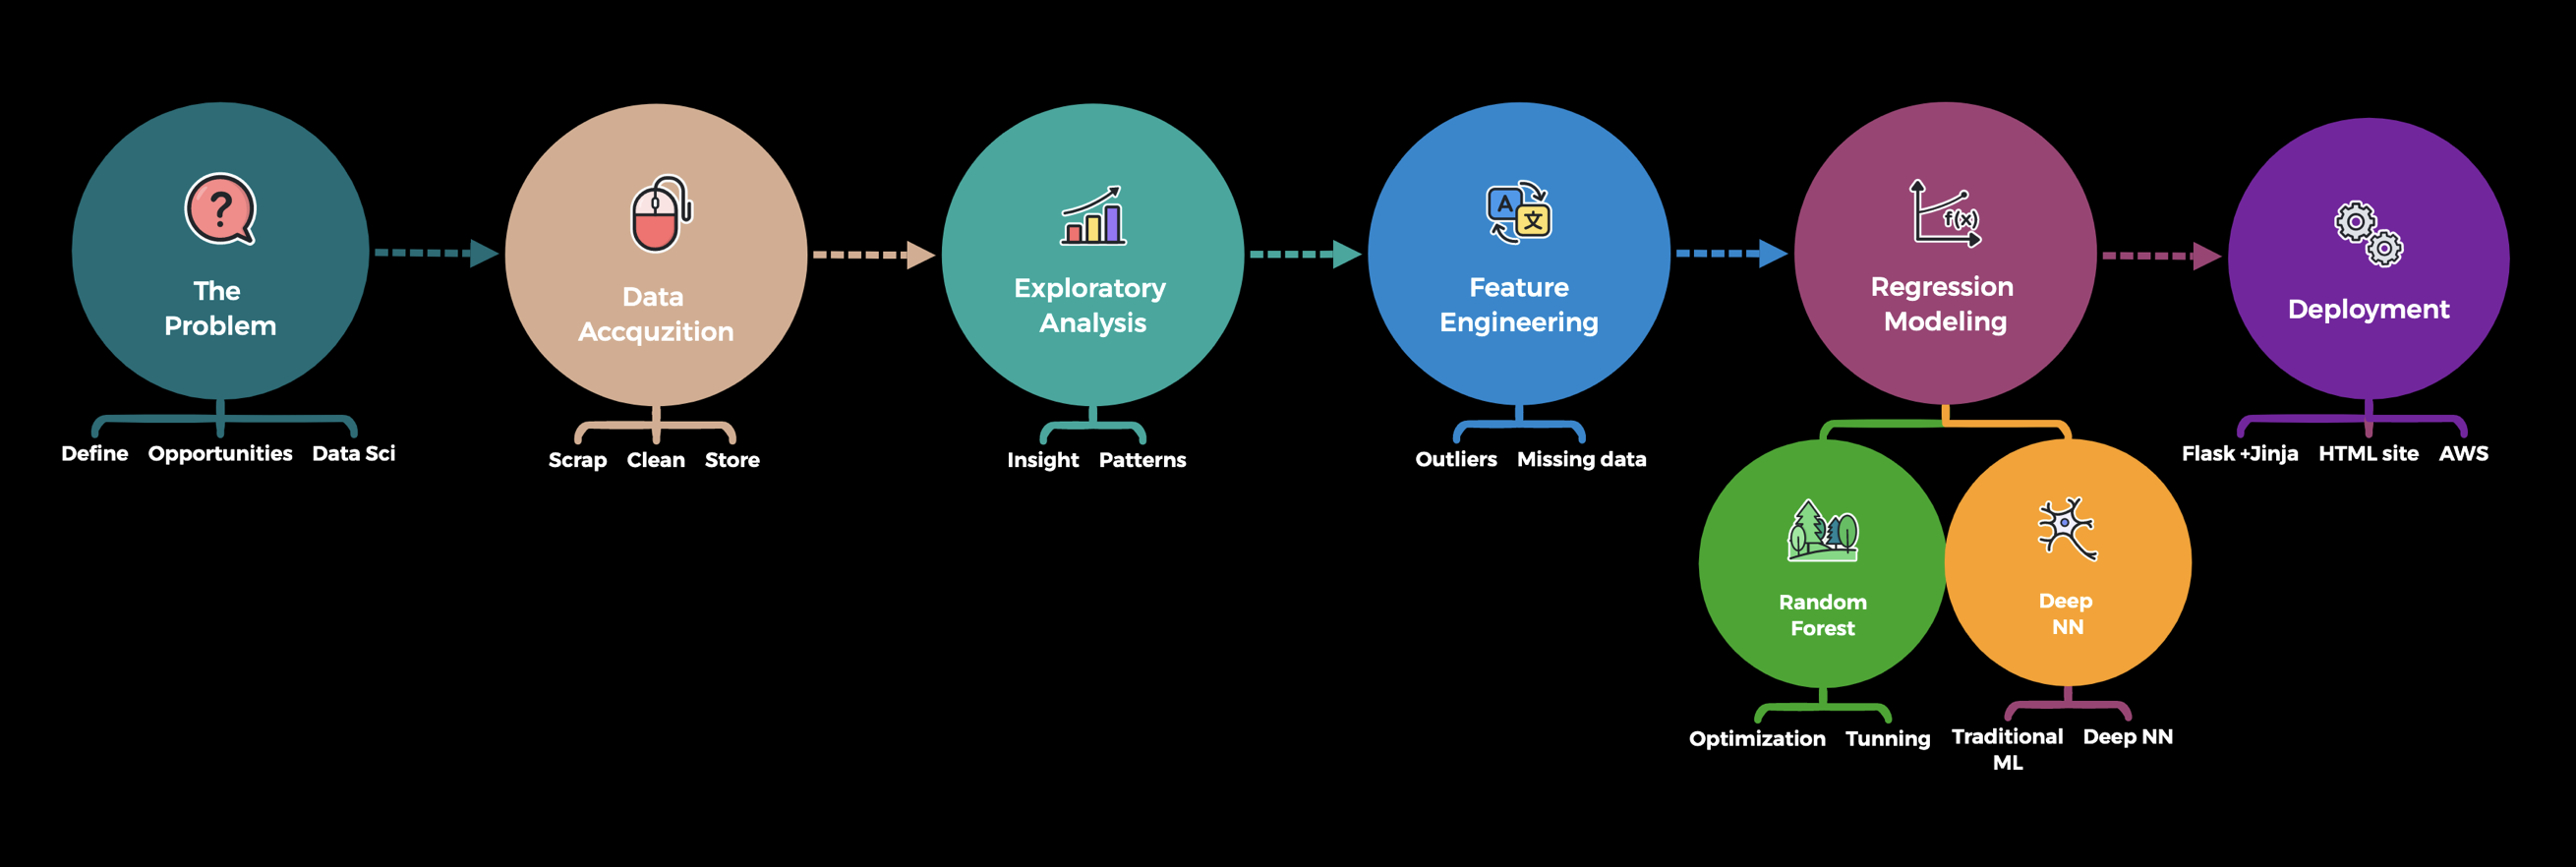 The
Problem
Define Opportunities Data Sci
Data
Accquzition
Scrap Clean Store
Exploratory
Analysis
Insight Patterns
A 文
Feature
Engineering
Outliers Missing data
f(x)
Regression
Modeling
Random
Forest
Optimization Tunning
Deep
NN
Traditional
ML
Deep NN
Deployment
Flask +Jinja HTML site AWS
?